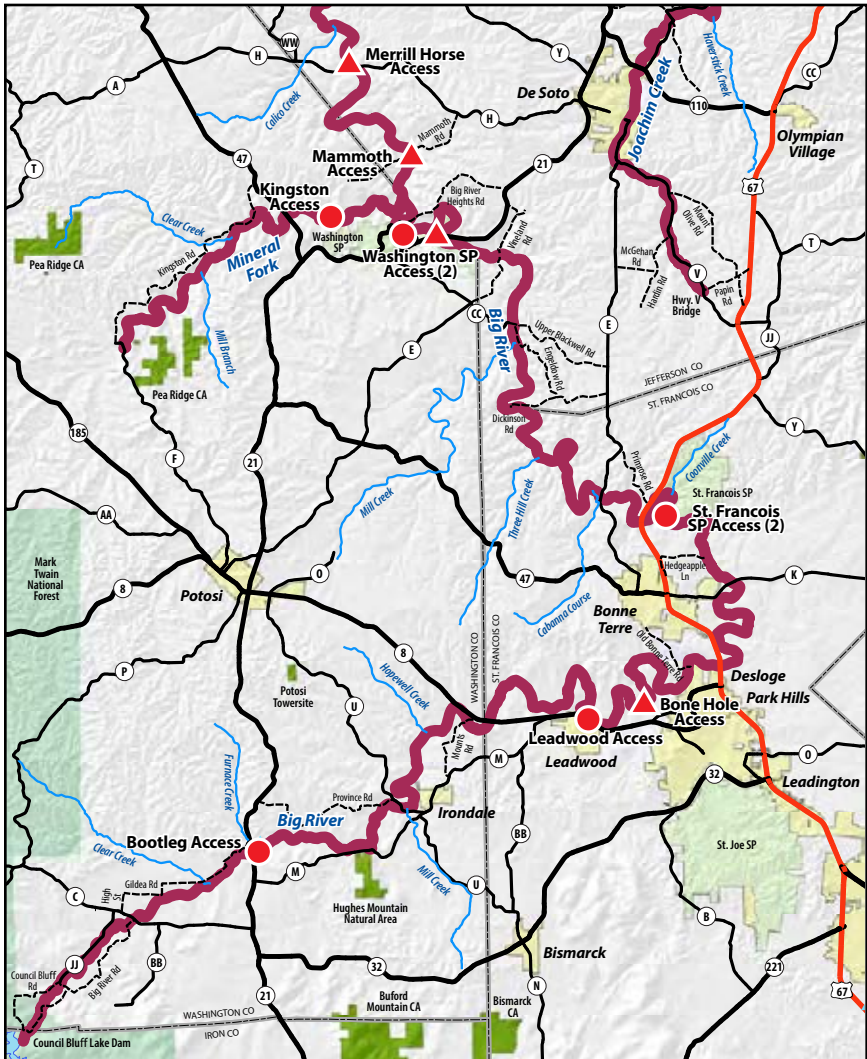 WW
Merrill Horse
Access
H
Y
CC
A
Calico Creek
De Soto
Joachim Creek
Haverstick Creek
110
H
Olympian
Village
T
47
Mammoth
Rd
Mammoth
Access
21
67
Kingston
Access
Big River
Heights Rd
Clear Creek
Kingston Rd
Washington
SP
Vineland
Rd
Mount
Olive Rd
T
Pea Ridge CA
Mineral
Fork
Washington SP
Access (2)
McGehan
Rd
Hardin Rd
V
Papin
Rd
Hwy. V
Bridge
Mill Branch
CC
Big River
E
Upper Blackwell Rd
Engeldow Rd
JJ
E
Pea Ridge CA
JEFFERSON CO
ST. FRANCOIS CO
Dickinson
Rd
185
F
21
Y
Primrose Rd
Coonville Creek
St. Francois SP
St. Francois
SP Access (2)
Mill Creek
Three Hill Creek
AA
Mark
Twain
National
Forest
8
O
Potosi
47
Cabanna Course
Hedgeapple
Ln
K
Bonne
Terre
WASHINGTON CO
ST. FRANCOIS CO
Old Bonne Terre Rd
P
8
Hopewell Creek
Potosi
Towersite
U
Desloge
Park Hills
Bone Hole
Access
Leadwood Access
Leadwood
Mounts
Rd
M
32
O
Leadington
Furnace Creek
Province Rd
Irondale
Big River
Bootleg Access
BB
St. Joe SP
Clear Creek
M
Mill Creek
U
Gildea Rd
High
St
C
Hughes Mountain
Natural Area
B
Council Bluff
Rd
JJ
Big River Rd
BB
32
Bismarck
221
N
21
Buford
Mountain CA
Bismarck
CA
67
WASHINGTON CO
IRON CO
Council Bluff Lake Dam